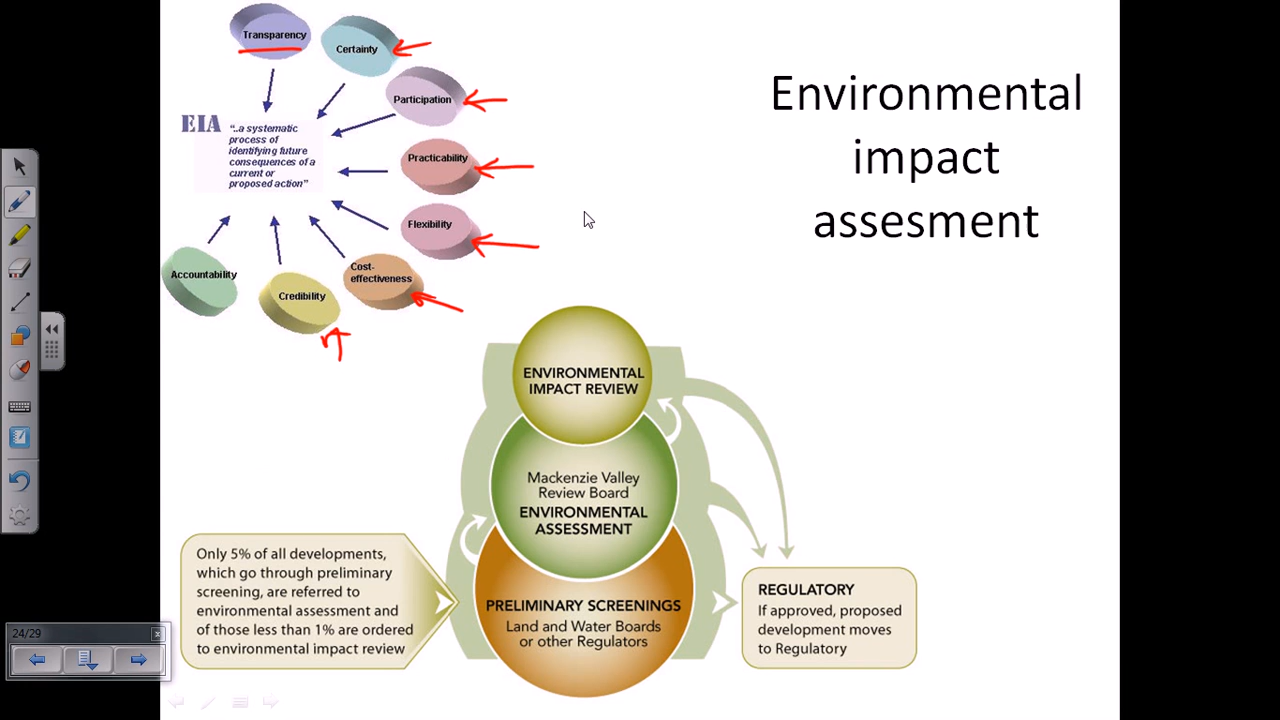 Transparency
Certainty
Participation
Practicability
Flexibility
Cost-
effectiveness
Credibility
Accountability
EIA
“..a systematic
process of
identifying future
consequences of a
current or
proposed action”
Environmental
impact
assesment
ENVIRONMENTAL
IMPACT REVIEW
Mackenzie Valley
Review Board
ENVIRONMENTAL
ASSESSMENT
PRELIMINARY SCREENINGS
Land and Water Boards
or other Regulators
Only 5% of all developments,
which go through preliminary
screening, are referred to
environmental assessment and
of those less than 1% are ordered
to environmental impact review
REGULATORY
If approved, proposed
development moves
to Regulatory
24/29